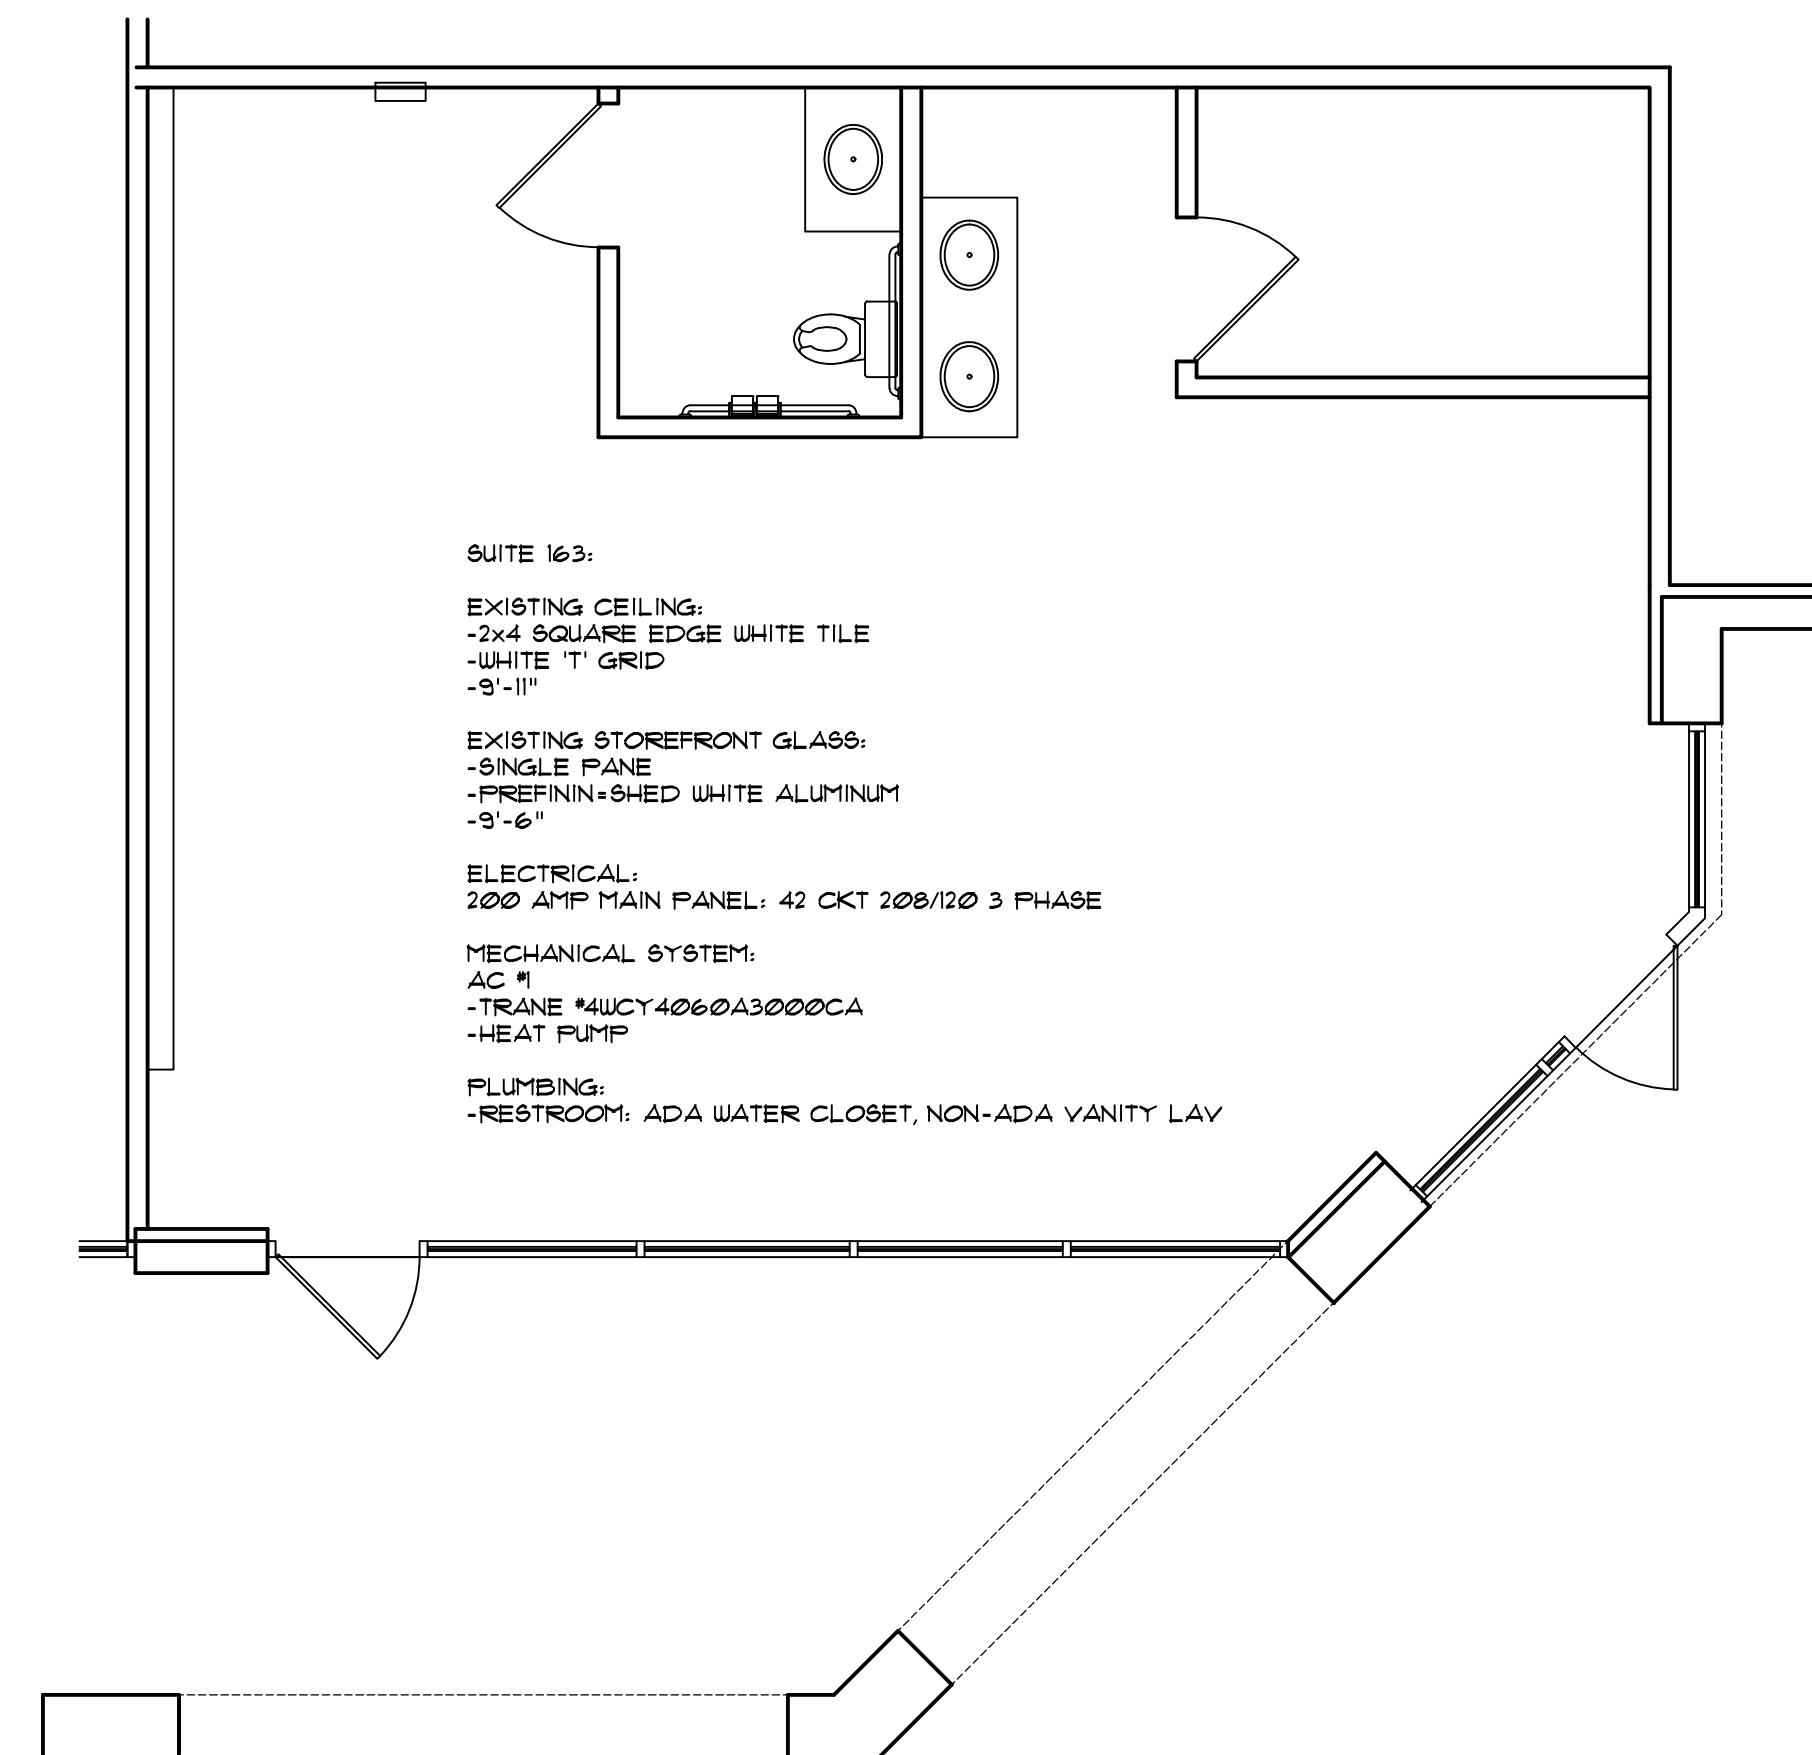 SUITE 163:
EXISTING CEILING:
-2x4 SQUARE EDGE WHITE TILE
-WHITE 'T' GRID
-9'-11"
EXISTING STOREFRONT GLASS:
-SINGLE PANE
-PREFININ=SHED WHITE ALUMINUM
-9'-6"
ELECTRICAL:
200 AMP MAIN PANEL: 42 CKT 208/120 3 PHASE
MECHANICAL SYSTEM:
AC #1
-TRANE #4WCY4060A3000CA
-HEAT PUMP
PLUMBING:
-RESTROOM: ADA WATER CLOSET, NON-ADA VANITY LAV